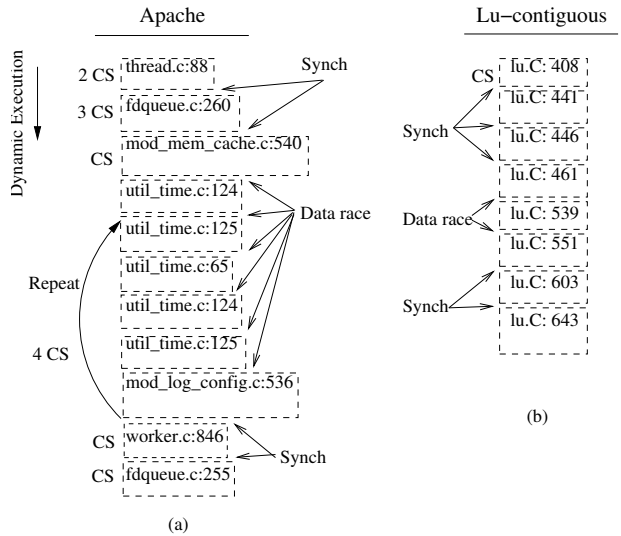 Apache
Lu−contiguous
Dynamic Execution
2 CS
thread.c:88
Synch
3 CS
fdqueue.c:260
CS
mod_mem_cache.c:540
util_time.c:124
util_time.c:125
Data race
util_time.c:65
Repeat
util_time.c:124
util_time.c:125
4 CS
mod_log_config.c:536
CS
worker.c:846
Synch
CS
fdqueue.c:255
(a)
CS
lu.C: 408
lu.C: 441
Synch
lu.C: 446
lu.C: 461
Data race
lu.C: 539
lu.C: 551
lu.C: 603
Synch
lu.C: 643
(b)